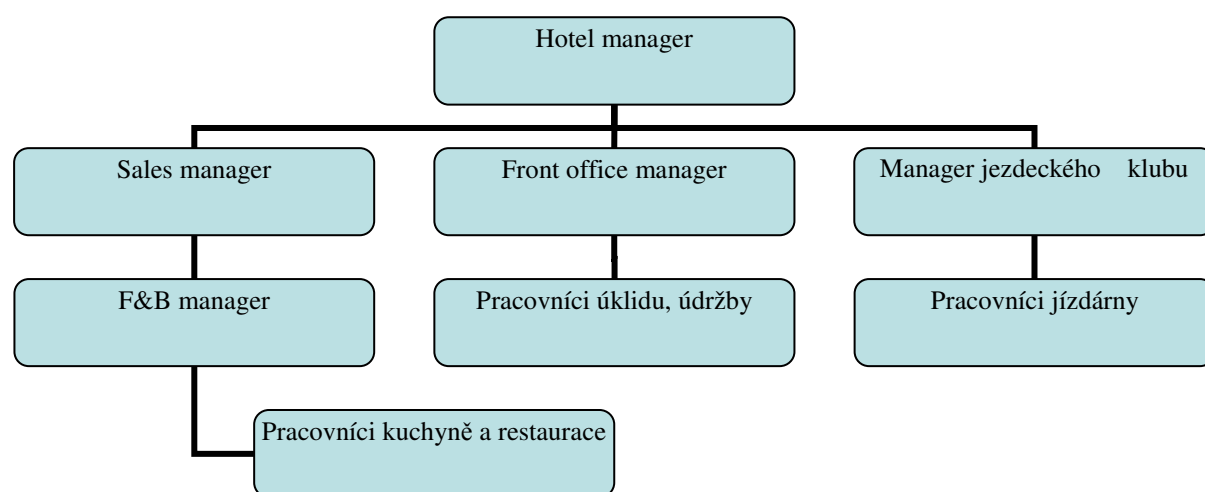 Hotel manager
Sales manager
Front office manager
Manager jezdeckého klubu
F&B manager
Pracovníci úklidu, údržby
Pracovníci jízdárny
Pracovníci kuchyně a restaurace